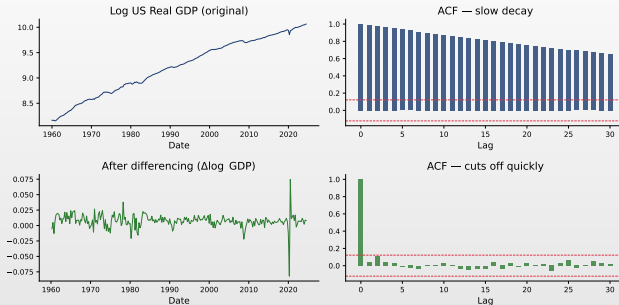 Log US Real GDP (original)
10.0
9.5
9.0
8.5
1960 1970 1980 1990 2000 2010 2020
Date
ACF — slow decay
1.0
0.8
0.6
0.4
0.2
0.0
0 5 10 15 20 25 30
Lag
After differencing (Δlog GDP)
0.075
0.050
0.025
0.000
−0.025
−0.050
−0.075
1960 1970 1980 1990 2000 2010 2020
Date
ACF — cuts off quickly
1.0
0.8
0.6
0.4
0.2
0.0
0 5 10 15 20 25 30
Lag